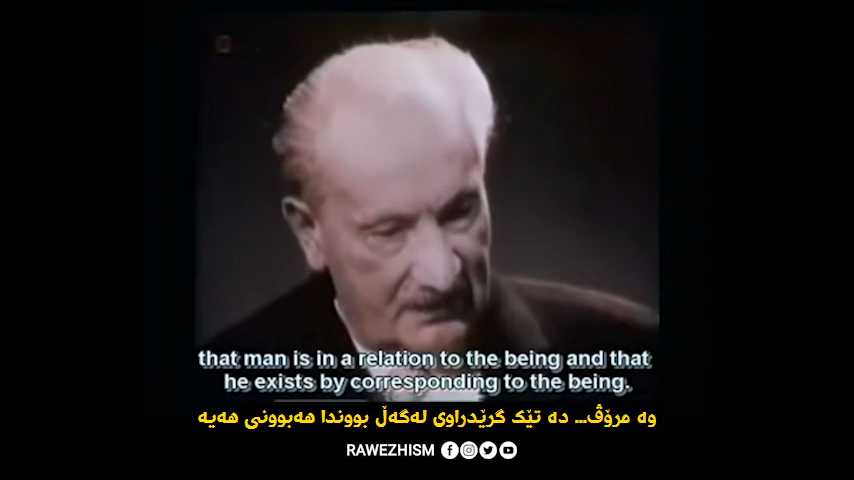 that man is in a relation to the being and that
he exists by corresponding to the being.
وە مرۆڤ... دە تێک گرێدراوی لەگەڵ بووندا هەبوونی هەیە
RAWEZHISM